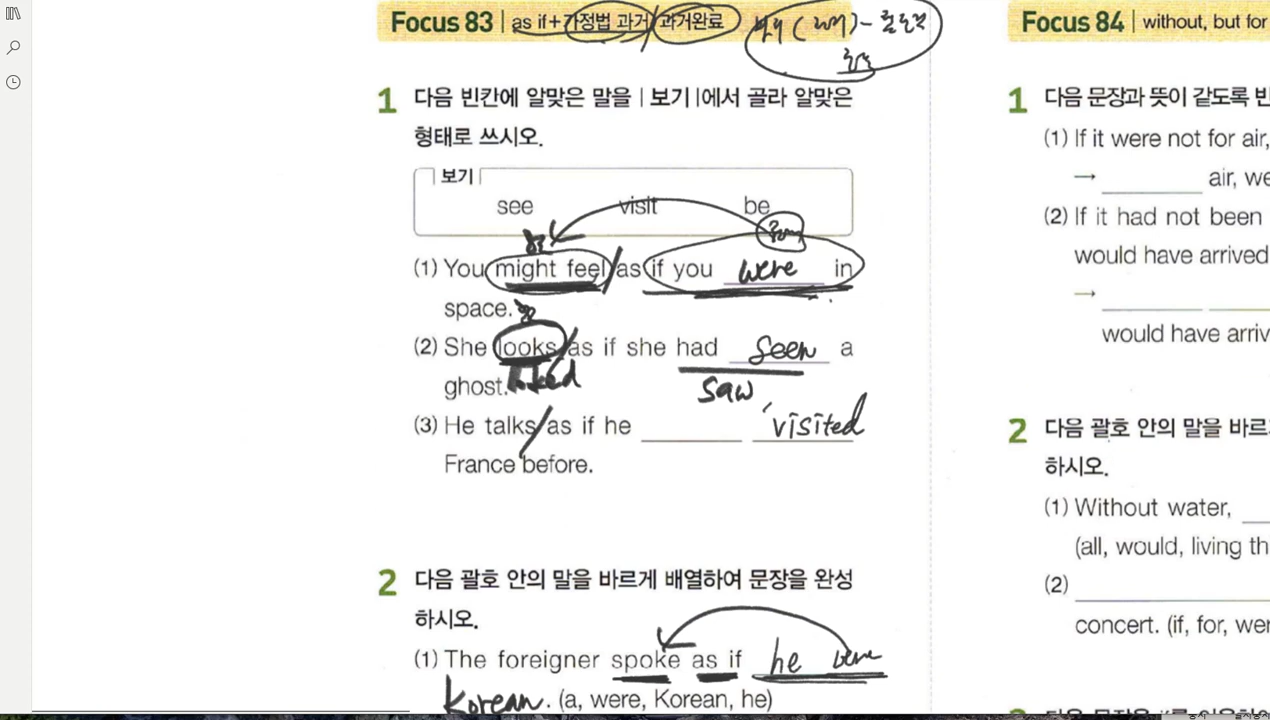 Focus 83 | as if + 가정법 과거/과거완료
1 다음 빈칸에 알맞은 말을 | 보기 |에서 골라 알맞은
형태로 쓰시오.
보기
see visit be
(1) You might feel as if you were in
space.
(2) She looks as if she had seen a
ghost.
saw
(3) He talks as if he ______ visited
France before.
2 다음 괄호 안의 말을 바르게 배열하여 문장을 완성
하시오.
(1) The foreigner spoke as if he were
Korean. (a, were, Korean, he)
Focus 84 | without, but for
1 다음 문장과 뜻이 같도록 빈
(1) If it were not for air,
→ ______ air, we
(2) If it had not been
would have arrived
→ ______ ______
would have arriv
2 다음 괄호 안의 말을 바르
하시오.
(1) Without water,
(all, would, living th
(2) ______
concert. (if, for, wer